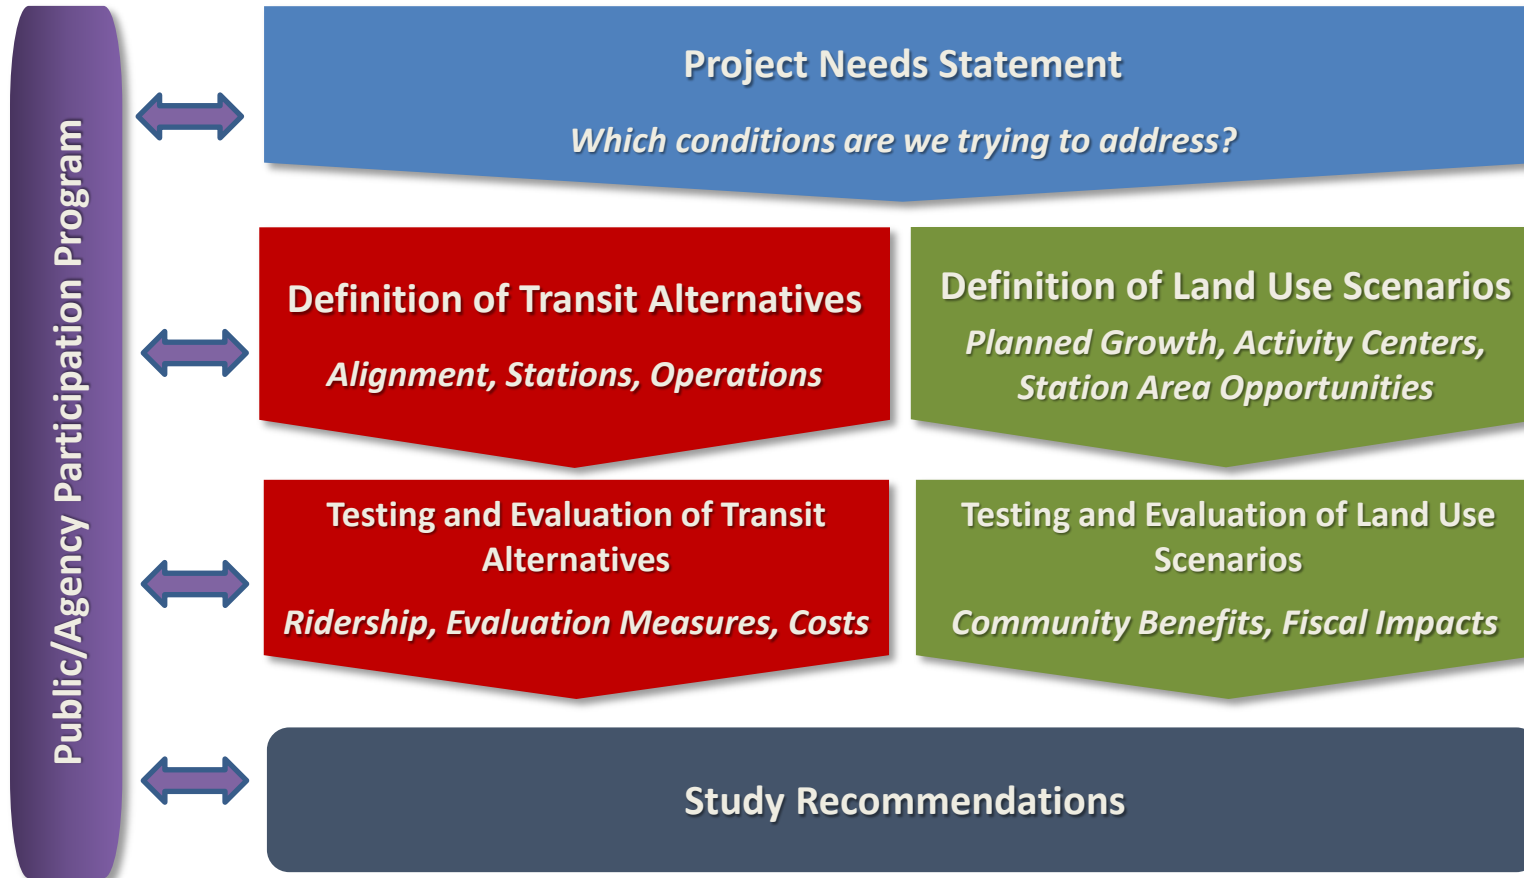 Public/Agency Participation Program
Project Needs Statement
Which conditions are we trying to address?
Definition of Transit Alternatives
Alignment, Stations, Operations
Definition of Land Use Scenarios
Planned Growth, Activity Centers,
Station Area Opportunities
Testing and Evaluation of Transit
Alternatives
Ridership, Evaluation Measures, Costs
Testing and Evaluation of Land Use
Scenarios
Community Benefits, Fiscal Impacts
Study Recommendations